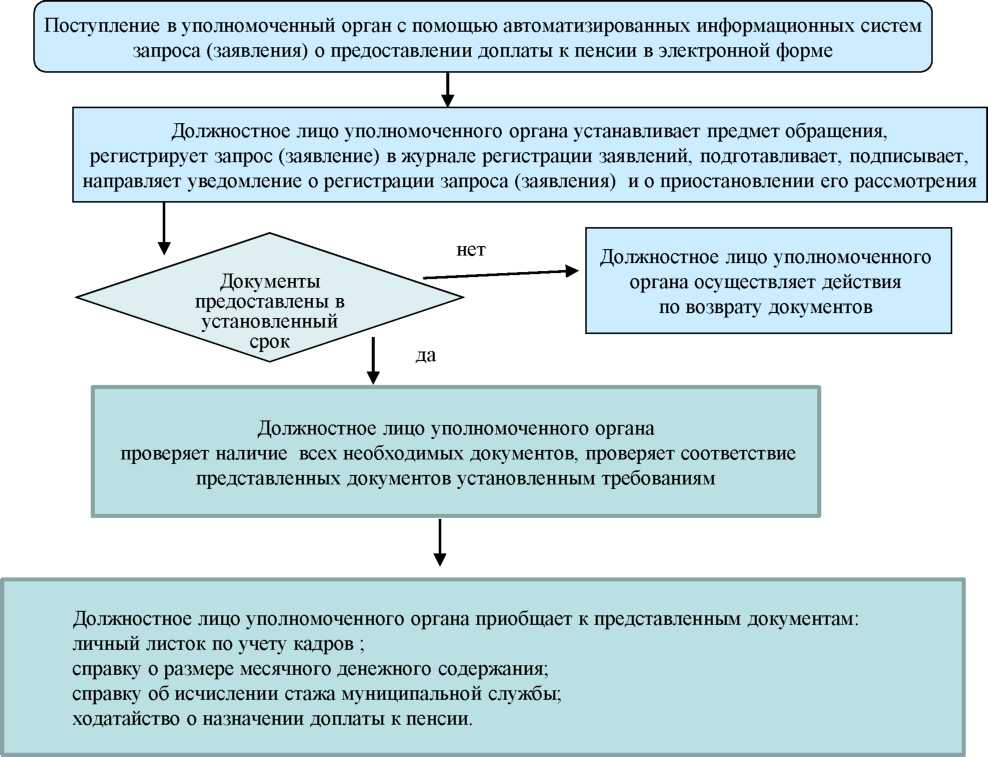 Поступление в уполномоченный орган с помощью автоматизированных информационных систем
запроса (заявления) о предоставлении доплаты к пенсии в электронной форме
Должностное лицо уполномоченного органа устанавливает предмет обращения,
регистрирует запрос (заявление) в журнале регистрации заявлений, подготавливает, подписывает,
направляет уведомление о регистрации запроса (заявления) и о приостановлении его рассмотрения
нет
Должностное лицо уполномоченного
органа осуществляет действия
по возврату документов
Документы
предоставлены в
установленный
срок
да
Должностное лицо уполномоченного органа
проверяет наличие всех необходимых документов, проверяет соответствие
представленных документов установленным требованиям
Должностное лицо уполномоченного органа приобщает к представленным документам:
личный листок по учету кадров ;
справку о размере месячного денежного содержания;
справку об исчислении стажа муниципальной службы;
ходатайство о назначении доплаты к пенсии.